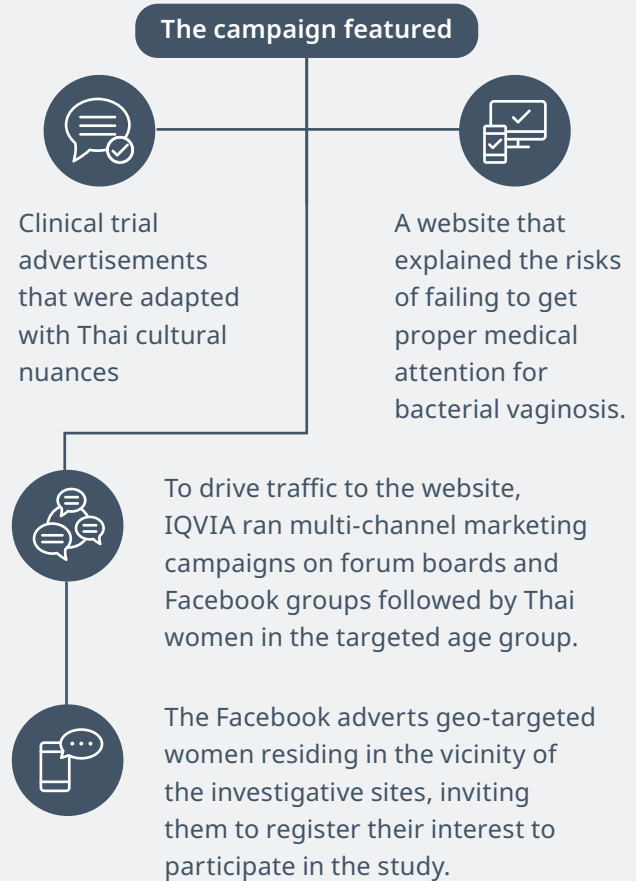 The campaign featured
Clinical trial
advertisements
that were adapted
with Thai cultural
nuances
A website that
explained the risks
of failing to get
proper medical
attention for
bacterial vaginosis.
To drive traffic to the website,
IQVIA ran multi-channel marketing
campaigns on forum boards and
Facebook groups followed by Thai
women in the targeted age group.
The Facebook adverts geo-targeted
women residing in the vicinity of
the investigative sites, inviting
them to register their interest to
participate in the study.